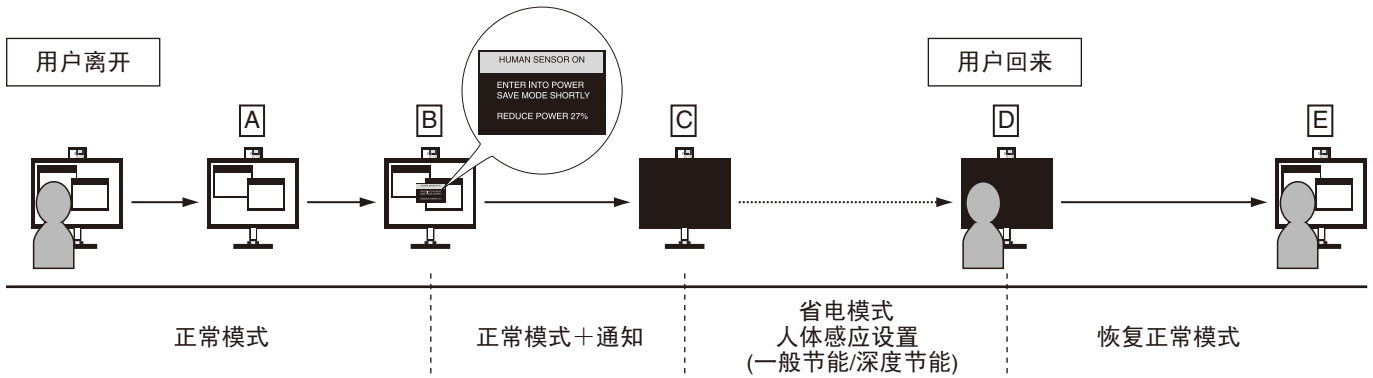 用户离开
HUMAN SENSOR ON
ENTER INTO POWER
SAVE MODE SHORTLY
REDUCE POWER 27%
用户回来
A
B
C
D
E
正常模式
正常模式＋通知
省电模式
人体感应设置
(一般节能/深度节能)
恢复正常模式